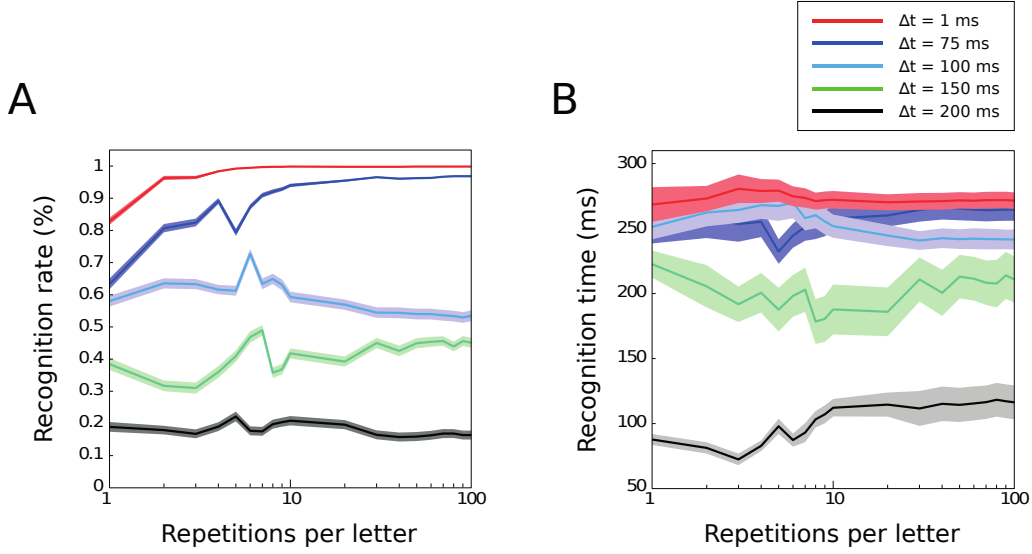 Δt = 1 ms
Δt = 75 ms
Δt = 100 ms
Δt = 150 ms
Δt = 200 ms
A
Recognition rate (%)
1
0.9
0.8
0.7
0.6
0.5
0.4
0.3
0.2
0.1
0
1
10
100
Repetitions per letter
B
Recognition time (ms)
300
250
200
150
100
50
1
10
100
Repetitions per letter